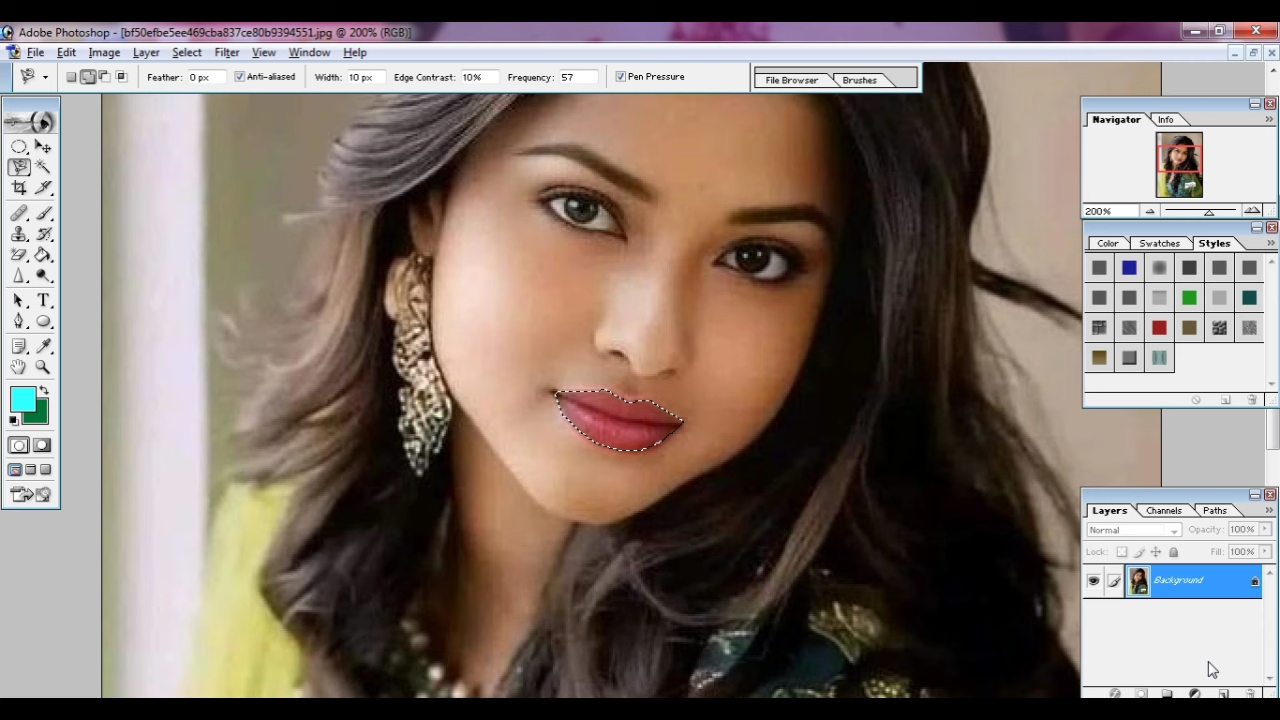 Adobe Photoshop - [bf50efbe5ee469cba837ce80b9394551.jpg @ 200% (RGB)]
File Edit Image Layer Select Filter View Window Help
Feather: 0 px Anti-aliased Width: 10 px Edge Contrast: 10% Frequency: 57 Pen Pressure File Browser Brushes
Navigator Info
200%
Color Swatches Styles
Layers Channels Paths
Normal Opacity: 100%
Lock: Fill: 100%
Background